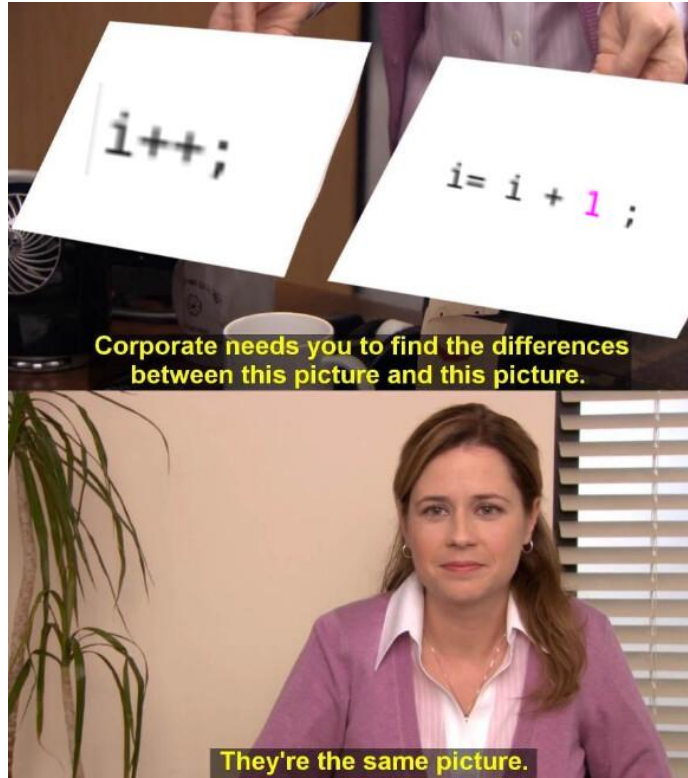 i++;
i= i + 1 ;
Corporate needs you to find the differences
between this picture and this picture.
They're the same picture.